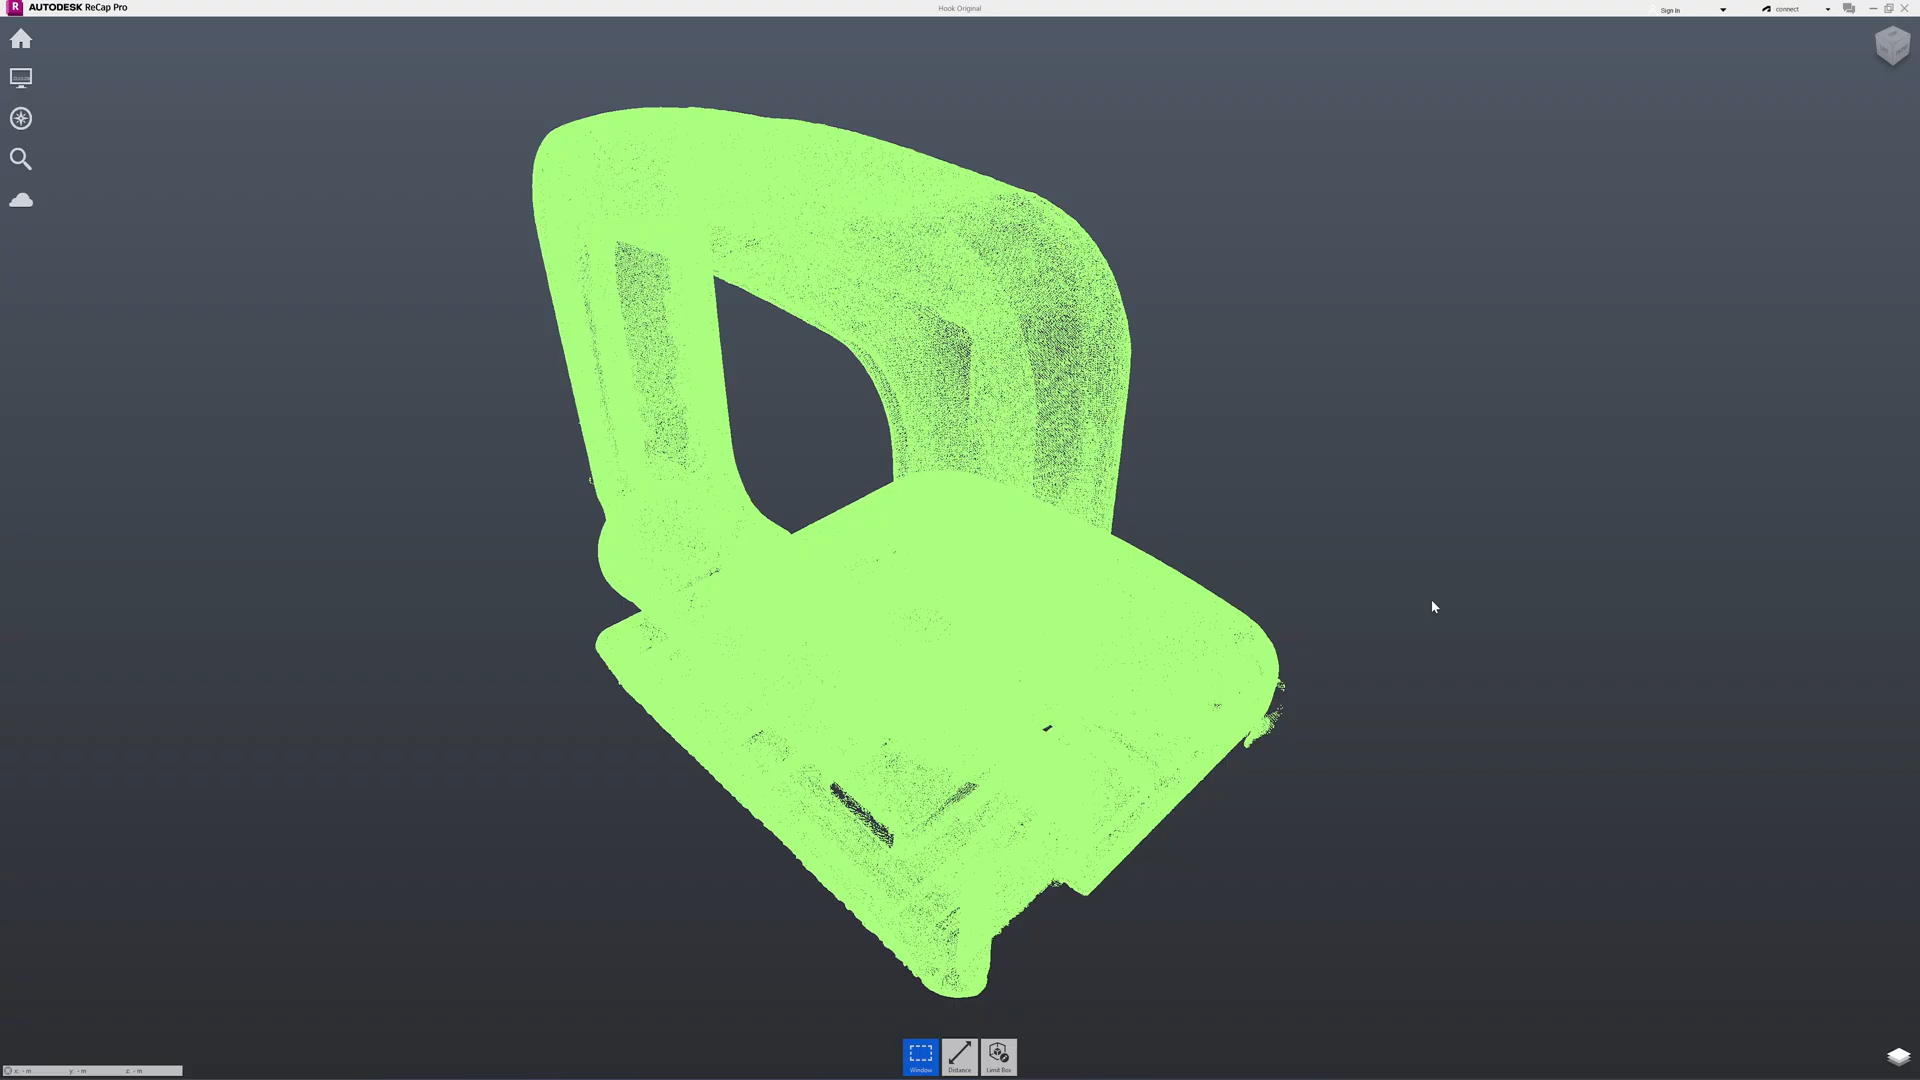 R AUTODESK ReCap Pro
Hook Original
Sign in
connect
Window
Distance
Limit Box
x: - m y: - m z: - m